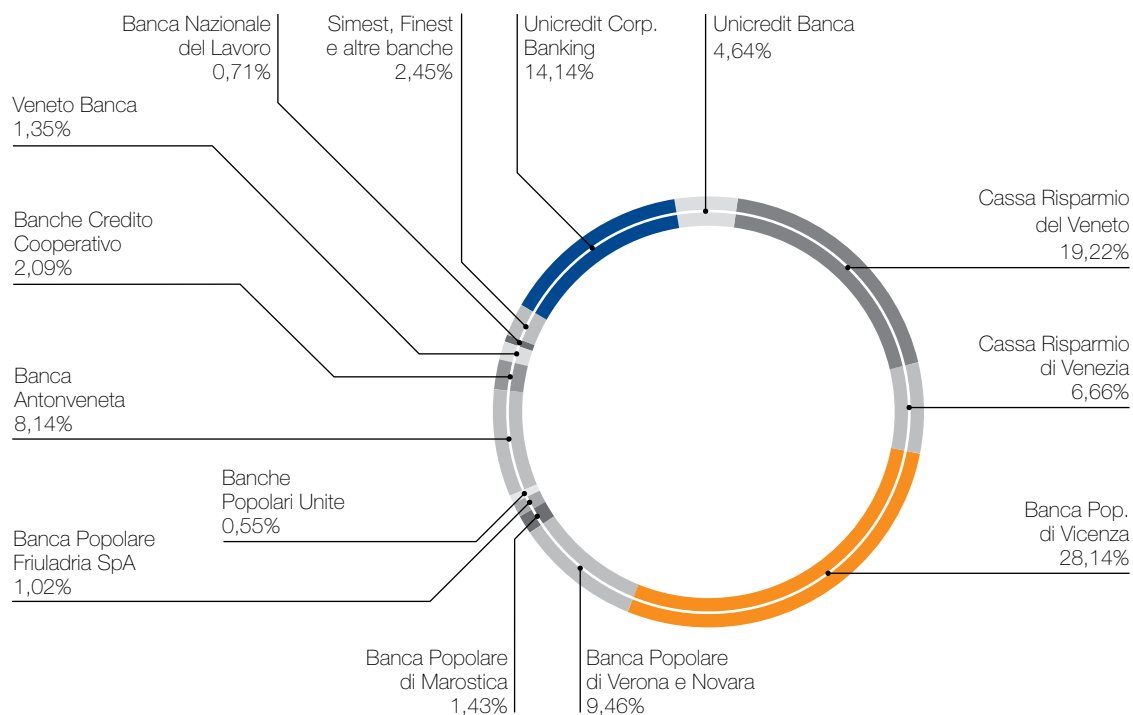 Banca Nazionale
del Lavoro
0,71%
Simest, Finest
e altre banche
2,45%
Unicredit Corp.
Banking
14,14%
Unicredit Banca
4,64%
Veneto Banca
1,35%
Cassa Risparmio
del Veneto
19,22%
Banche Credito
Cooperativo
2,09%
Cassa Risparmio
di Venezia
6,66%
Banca
Antonveneta
8,14%
Banche
Popolari Unite
0,55%
Banca Pop.
di Vicenza
28,14%
Banca Popolare
Friuladria SpA
1,02%
Banca Popolare
di Marostica
1,43%
Banca Popolare
di Verona e Novara
9,46%